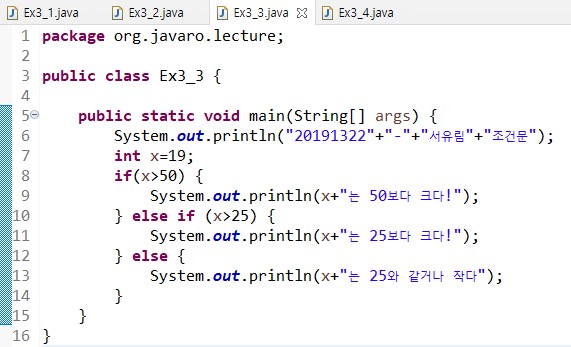 Ex3_1.java Ex3_2.java Ex3_3.java Ex3_4.java
1 package org.javaro.lecture;
2
3 public class Ex3_3 {
4
5 public static void main(String[] args) {
6 System.out.println("20191322"+"-"+"서유림"+"조건문");
7 int x=19;
8 if(x>50) {
9 System.out.println(x+"는 50보다 크다!");
10 } else if (x>25) {
11 System.out.println(x+"는 25보다 크다!");
12 } else {
13 System.out.println(x+"는 25와 같거나 작다");
14 }
15 }
16 }